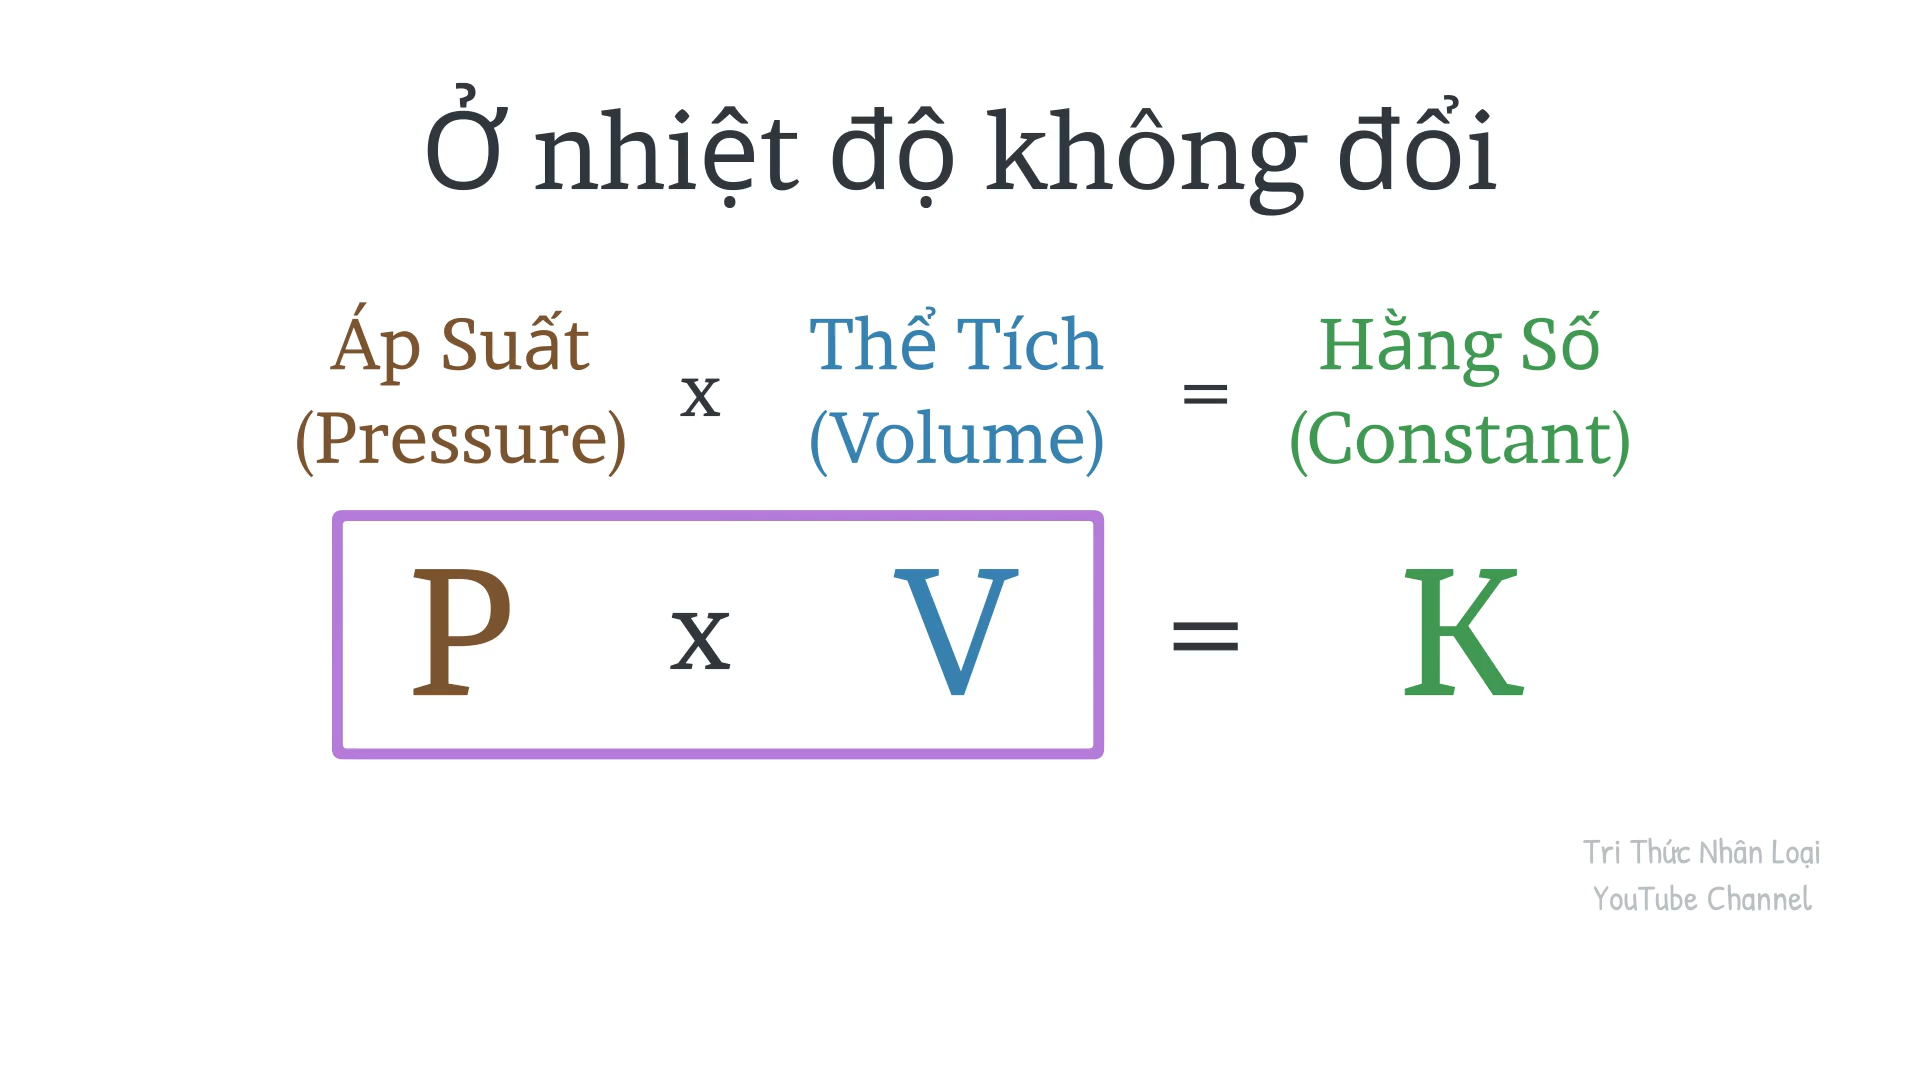 Ở nhiệt độ không đổi
Áp Suất x Thể Tích = Hằng Số
(Pressure) (Volume) (Constant)
P x V = K
Tri Thức Nhân Loại
YouTube Channel